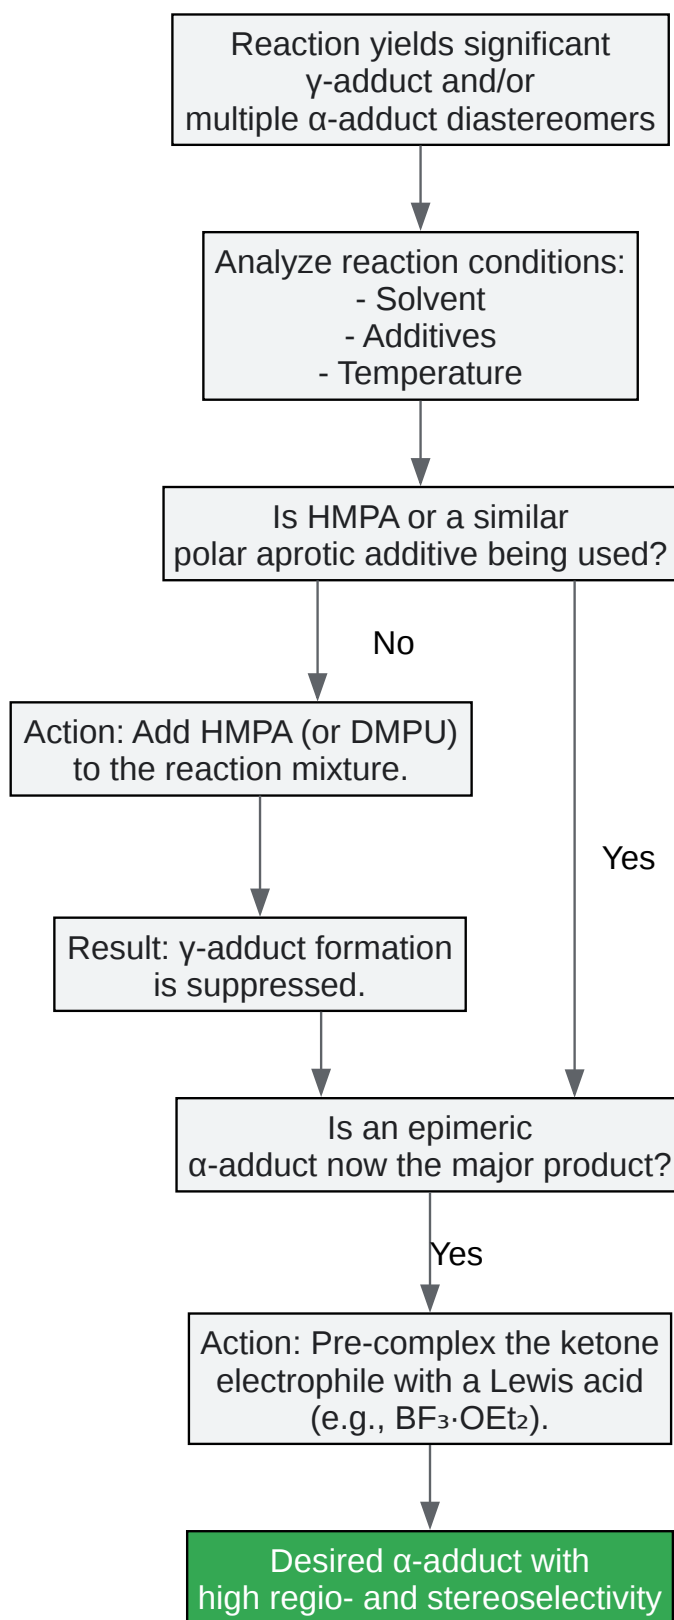 Reaction yields significant
γ-adduct and/or
multiple α-adduct diastereomers
Analyze reaction conditions:
- Solvent
- Additives
- Temperature
Is HMPA or a similar
polar aprotic additive being used?
No
Action: Add HMPA (or DMPU)
to the reaction mixture.
Yes
Result: γ-adduct formation
is suppressed.
Is an epimeric
α-adduct now the major product?
Yes
Action: Pre-complex the ketone
electrophile with a Lewis acid
(e.g., BF₃·OEt₂).
Desired α-adduct with
high regio- and stereoselectivity